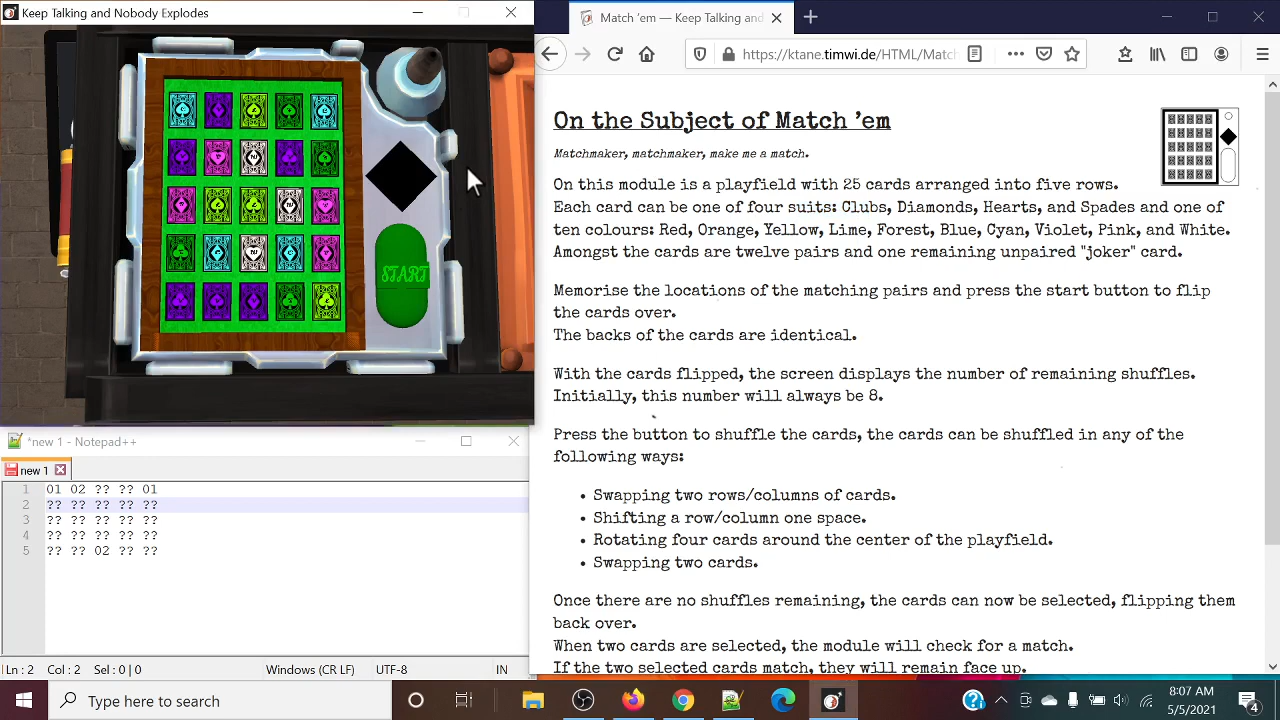 Keep Talking and Nobody Explodes
START
*new 1 - Notepad++
new 1
1 01 02 ?? ?? 01
2 ?? ?? ?? ?? ??
3 ?? ?? ?? ?? ??
4 ?? ?? ?? ?? ??
5 ?? ?? 02 ?? ??
Ln : 2 Col : 2 Sel : 0 | 0
Windows (CR LF)
UTF-8
IN
Match 'em — Keep Talking and
https://ktane.timwi.de/HTML/Matc
On the Subject of Match ’em
Matchmaker, matchmaker, make me a match.
On this module is a playfield with 25 cards arranged into five rows.
Each card can be one of four suits: Clubs, Diamonds, Hearts, and Spades and one of
ten colours: Red, Orange, Yellow, Lime, Forest, Blue, Cyan, Violet, Pink, and White.
Amongst the cards are twelve pairs and one remaining unpaired "joker" card.
Memorise the locations of the matching pairs and press the start button to flip
the cards over.
The backs of the cards are identical.
With the cards flipped, the screen displays the number of remaining shuffles.
Initially, this number will always be 8.
Press the button to shuffle the cards, the cards can be shuffled in any of the
following ways:
• Swapping two rows/columns of cards.
• Shifting a row/column one space.
• Rotating four cards around the center of the playfield.
• Swapping two cards.
Once there are no shuffles remaining, the cards can now be selected, flipping them
back over.
When two cards are selected, the module will check for a match.
If the two selected cards match, they will remain face up.
Type here to search
8:07 AM
5/5/2021
4